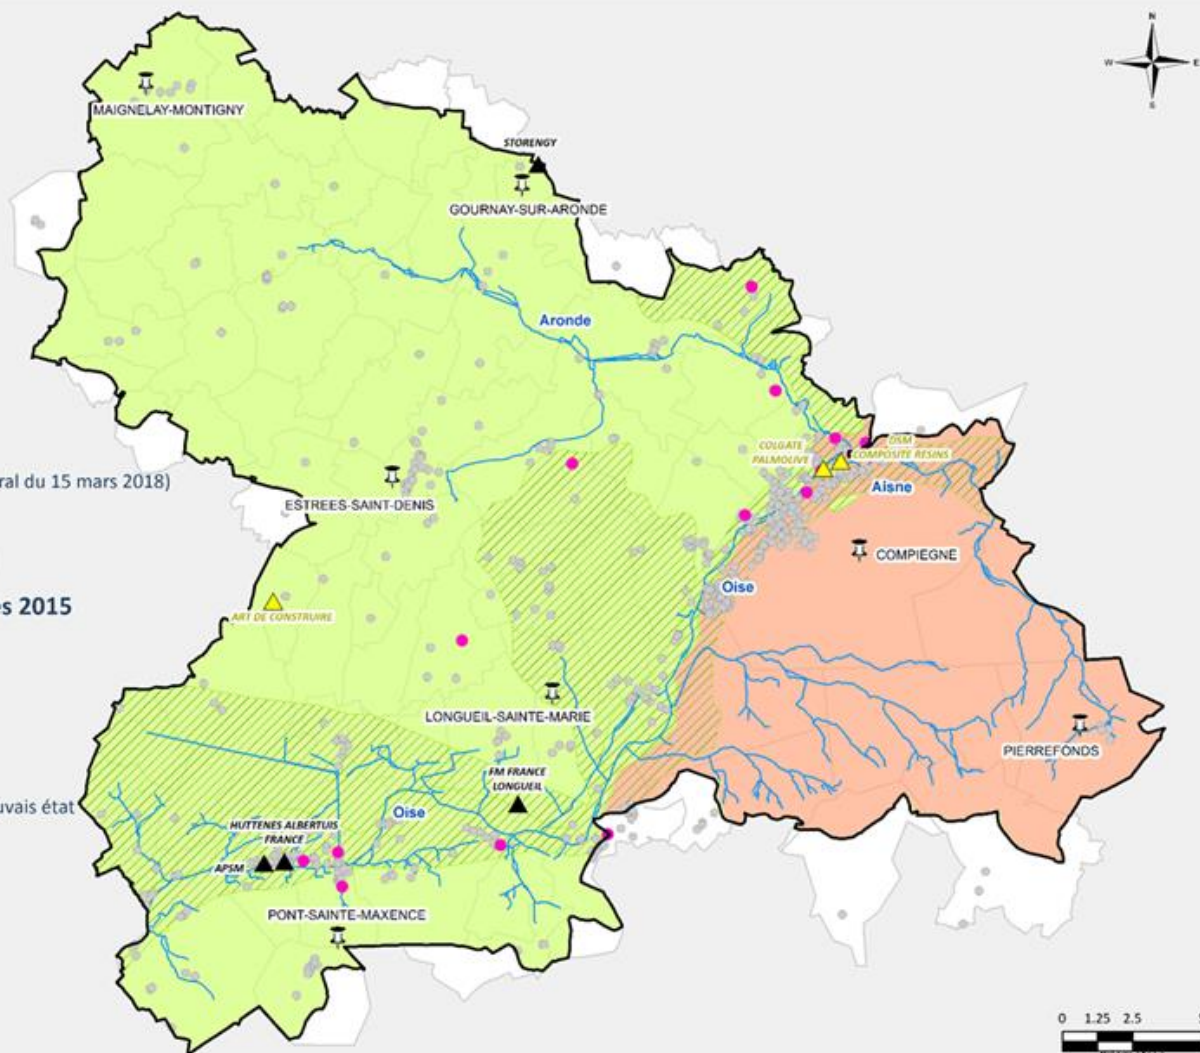 N
W E
S
MAIGNELAY-MONTIGNY
STORENGY
GOURNAY-SUR-ARONDE
Aronde
COLGATE
PALMOLIVE
DSM
COMPOSITE RESINS
Aisne
ral du 15 mars 2018)
ESTREES-SAINT-DENIS
COMPIEGNE
Oise
es 2015
ART DE CONSTRUIRE
LONGUEIL-SAINTE-MARIE
PIERREFONDS
FM FRANCE
LONGUEIL
uvais état
Oise
HUTTENES ALBERTUIS
FRANCE
APSM
PONT-SAINTE-MAXENCE
0 1.25 2.5